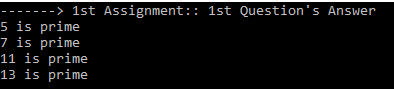 -------> 1st Assignment:: 1st Question's Answer
5 is prime
7 is prime
11 is prime
13 is prime